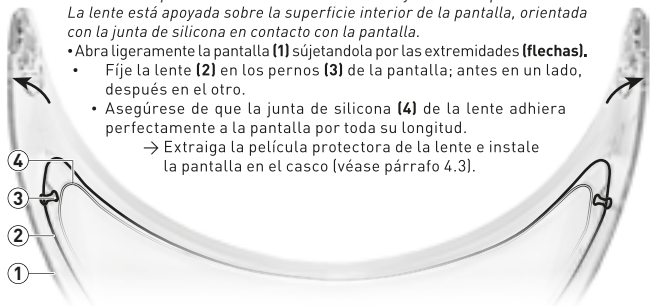 La lente está apoyada sobre la superficie interior de la pantalla, orientada
con la junta de silicona en contacto con la pantalla.
•Abra ligeramente la pantalla (1) sújetandola por las extremidades (flechas).
• Fíje la lente (2) en los pernos (3) de la pantalla; antes en un lado,
después en el otro.
• Asegúrese de que la junta de silicona (4) de la lente adhiera
perfectamente a la pantalla por toda su longitud.
→ Extraiga la película protectora de la lente e instale
la pantalla en el casco (véase párrafo 4.3).
4
3
2
1